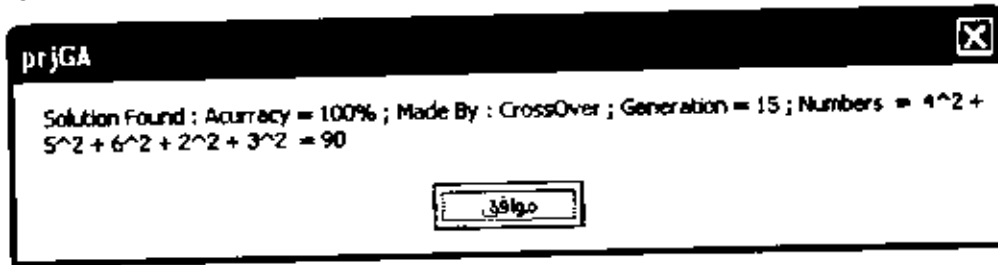 prjGA
Solution Found : Acurracy = 100% ; Made By : CrossOver ; Generation = 15 ; Numbers = 4^2 +
5^2 + 6^2 + 2^2 + 3^2 = 90
موافق